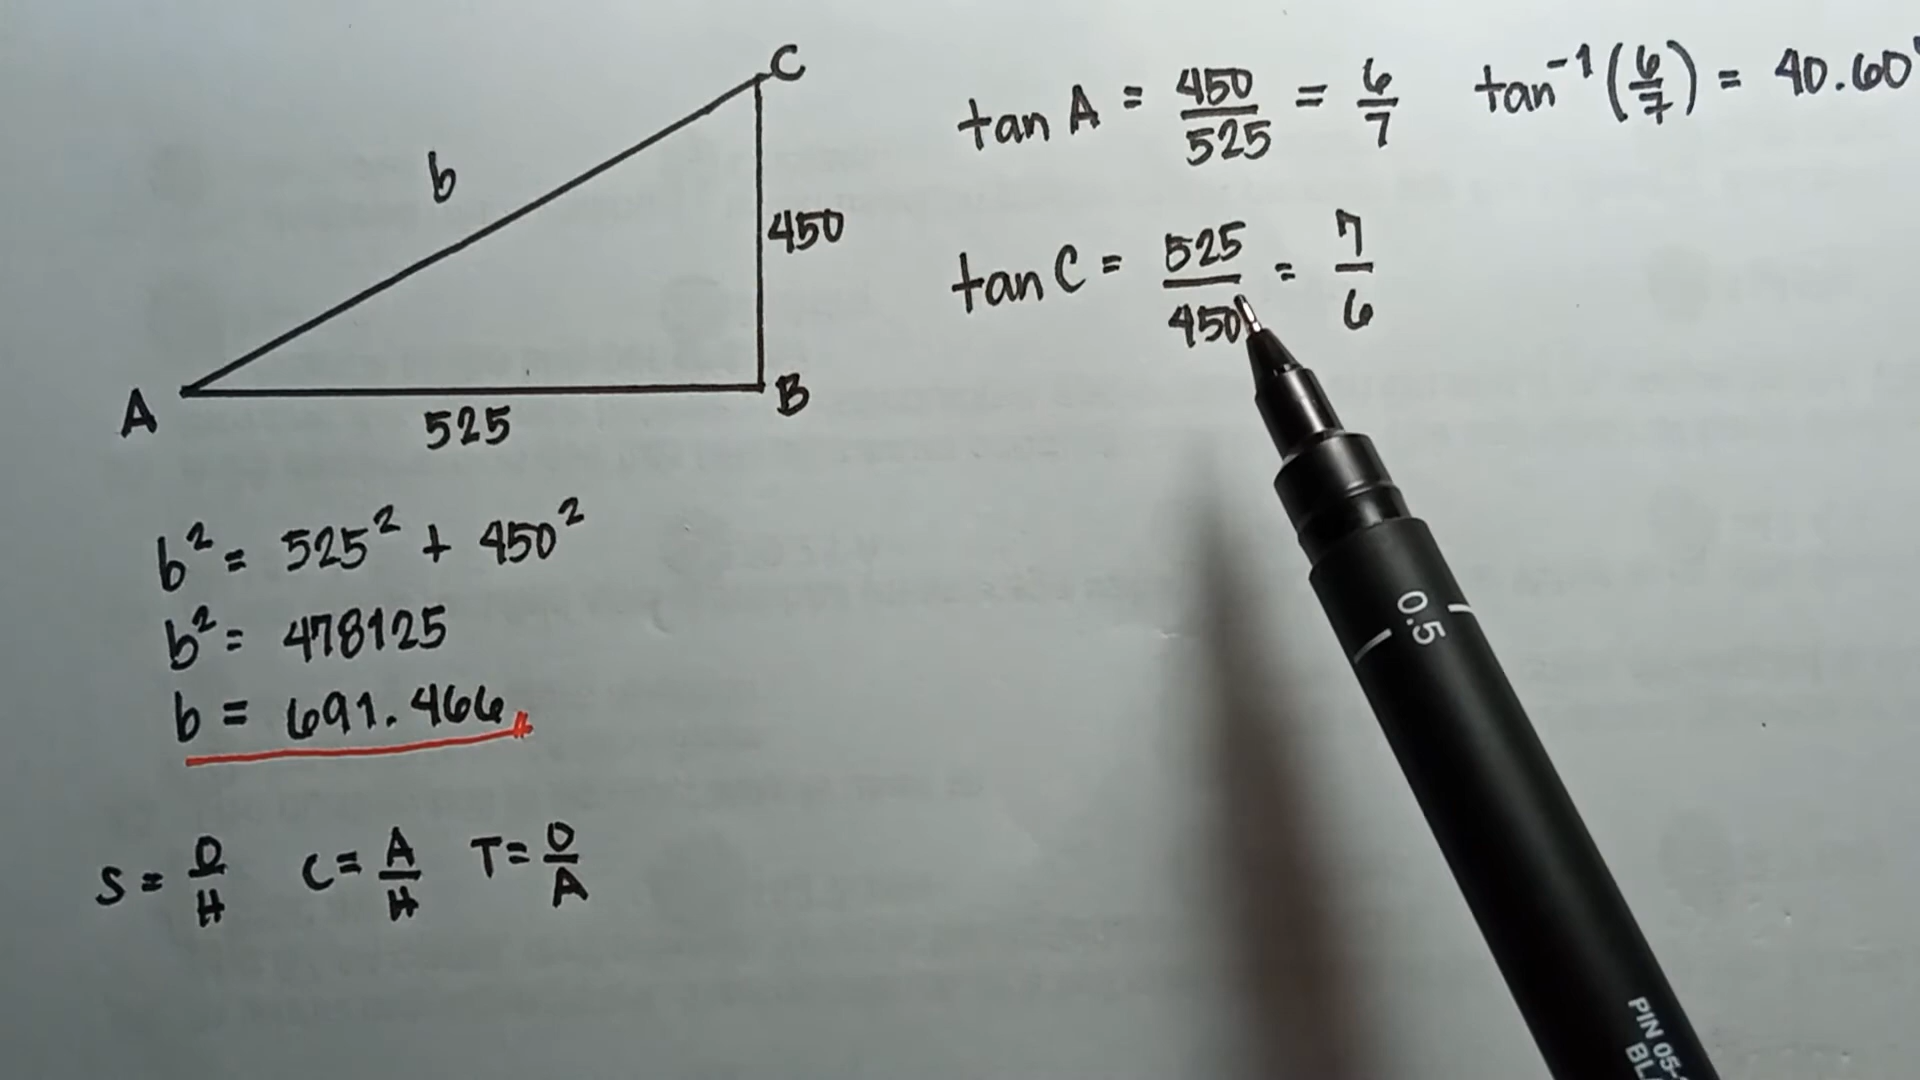 C
b
450
A
525
B
b² = 525² + 450²
b² = 478125
b = 691.466
S = O/H C = A/H T = O/A
tan A = 450/525 = 6/7 tan⁻¹(6/7) = 40.60°
tan C = 525/450 = 7/6
0.5
PIN 05-
BL